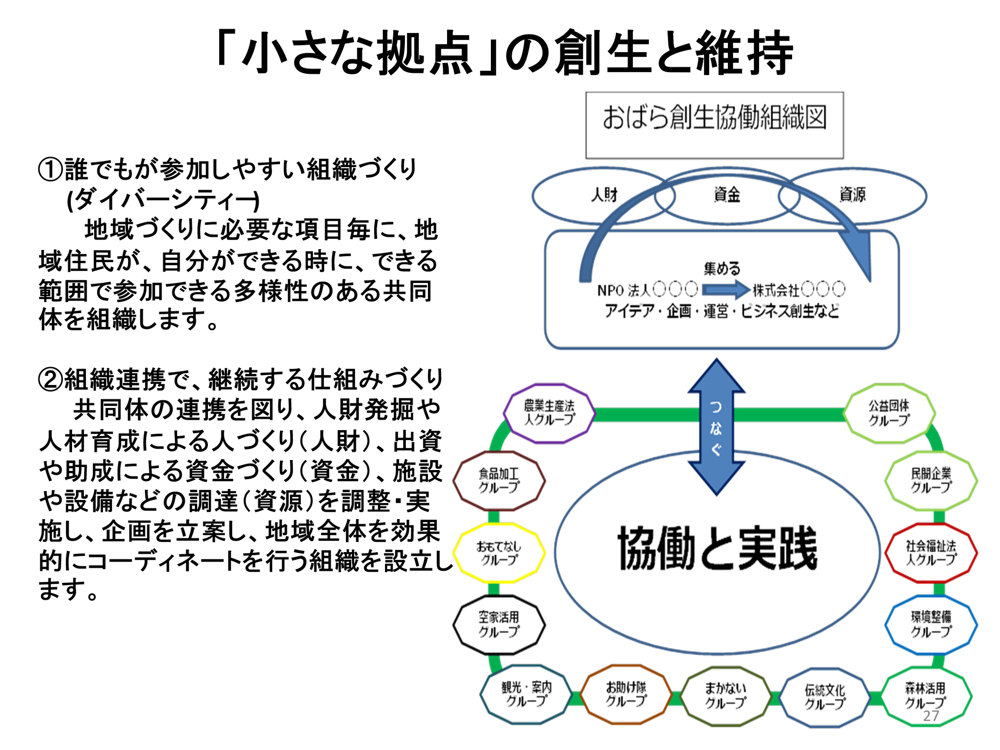 「小さな拠点」の創生と維持
①誰でもが参加しやすい組織づくり
(ダイバーシティー)
地域づくりに必要な項目毎に、地
域住民が、自分ができる時に、できる
範囲で参加できる多様性のある共同
体を組織します。
②組織連携で、継続する仕組みづくり
共同体の連携を図り、人財発掘や
人材育成による人づくり（人財）、出資
や助成による資金づくり（資金）、施設
や設備などの調達（資源）を調整・実
施し、企画を立案し、地域全体を効果
的にコーディネートを行う組織を設立し
ます。
おばら創生協働組織図
人財
資金
資源
集める
NPO 法人〇〇〇
株式会社〇〇〇
アイデア・企画・運営・ビジネス創生など
つなぐ
協働と実践
農業生産法
人グループ
公益団体
グループ
食品加工
グループ
民間企業
グループ
おもてなし
グループ
社会福祉法
人グループ
空家活用
グループ
環境整備
グループ
観光・案内
グループ
お助け隊
グループ
まかない
グループ
伝統文化
グループ
森林活用
グループ
27